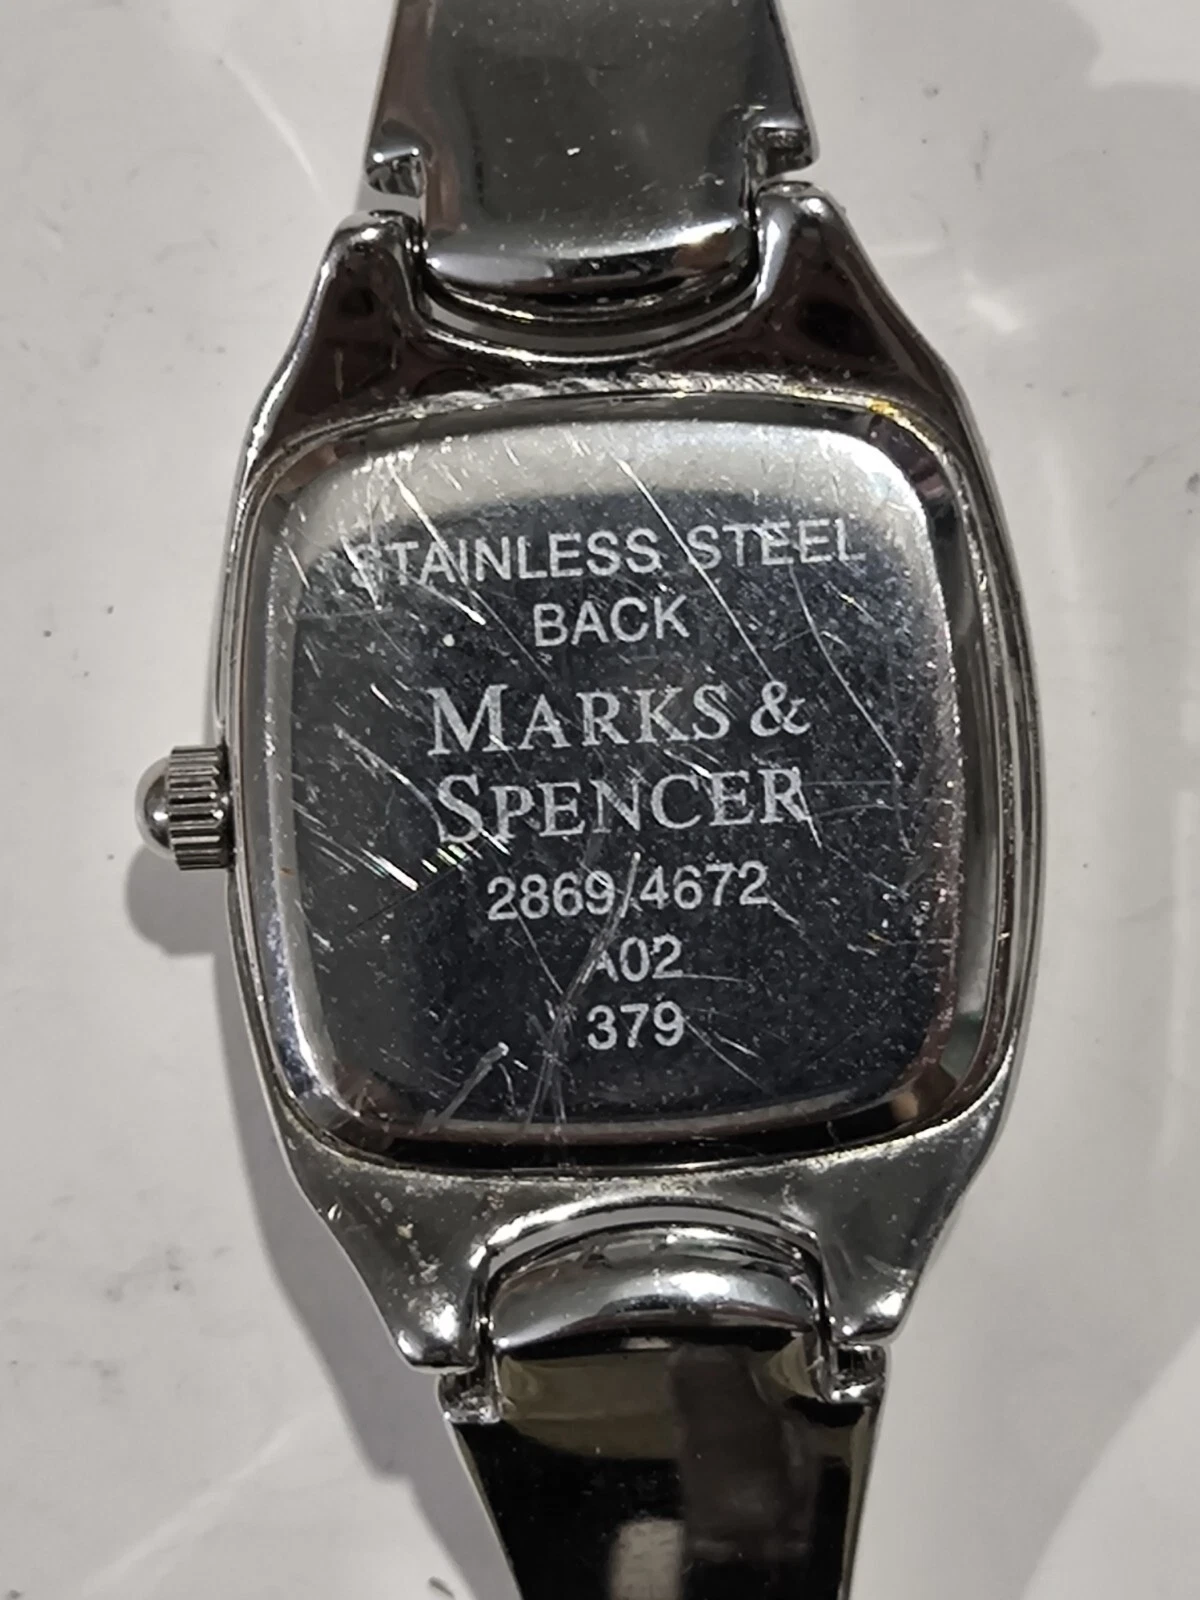 STAINLESS STEEL
BACK
MARKS &
SPENCER
2869/4672
A02
379